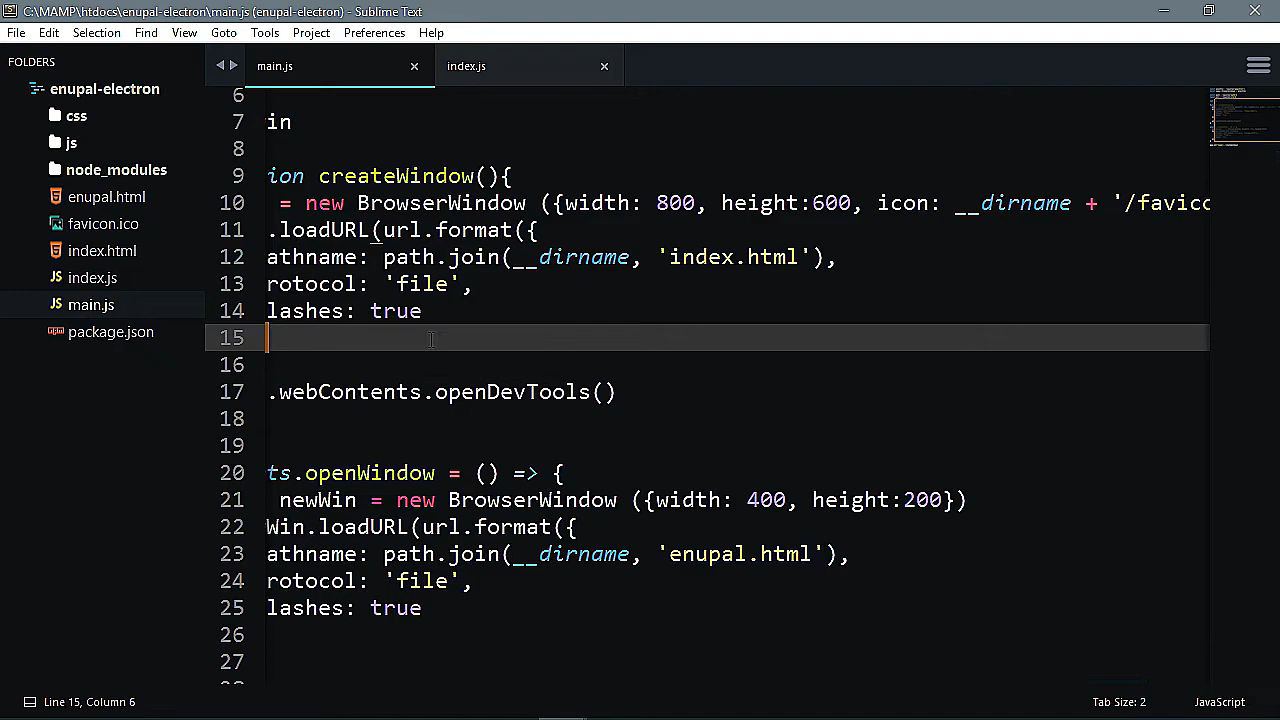 C:\MAMP\htdocs\enupal-electron\main.js (enupal-electron) - Sublime Text
File Edit Selection Find View Goto Tools Project Preferences Help
FOLDERS
enupal-electron
css
js
node_modules
enupal.html
favicon.ico
index.html
JS index.js
JS main.js
npm package.json
main.js
index.js
6
7 in
8
9 ion createWindow(){
10 = new BrowserWindow ({width: 800, height:600, icon: __dirname + '/favico
11 .loadURL(url.format({
12 athname: path.join(__dirname, 'index.html'),
13 rotocol: 'file',
14 lashes: true
15
16
17 .webContents.openDevTools()
18
19
20 ts.openWindow = () => {
21 newWin = new BrowserWindow ({width: 400, height:200})
22 Win.loadURL(url.format({
23 athname: path.join(__dirname, 'enupal.html'),
24 rotocol: 'file',
25 lashes: true
26
27
Line 15, Column 6
Tab Size: 2
JavaScript